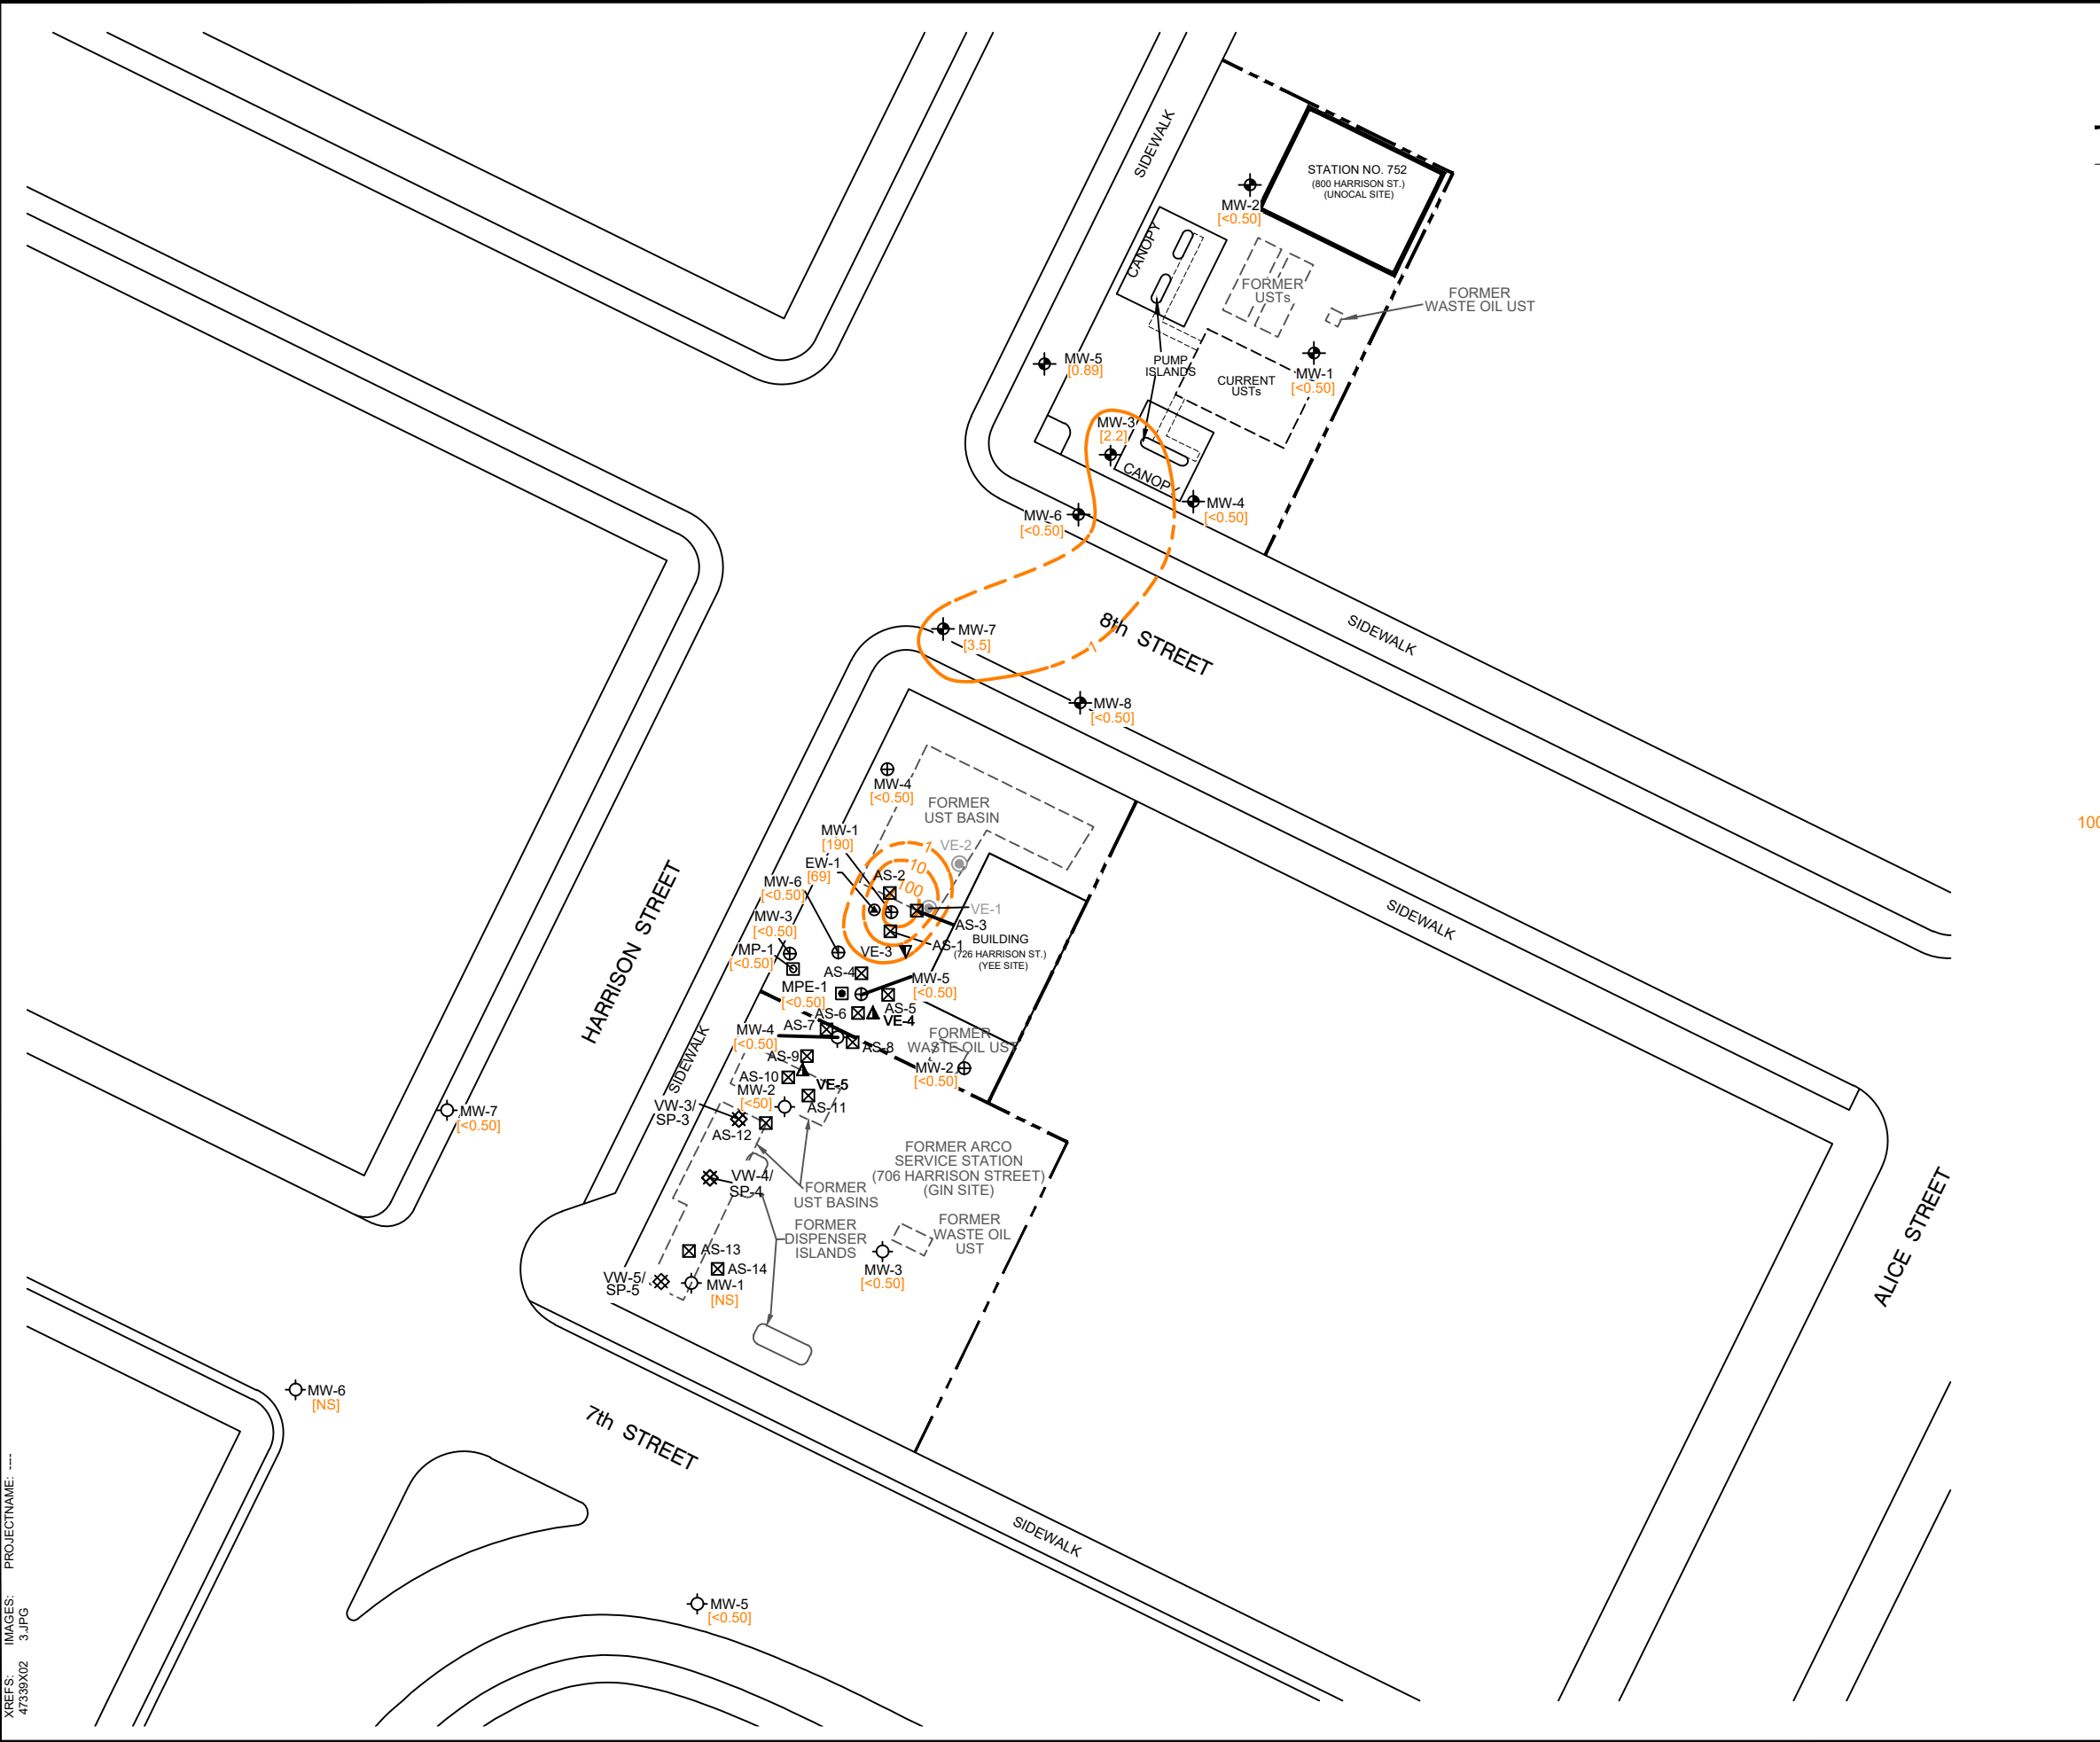 SIDEWALK
STATION NO. 752
(800 HARRISON ST.)
(UNOCAL SITE)
MW-2
[<0.50]
CANOPY
FORMER
USTs
FORMER
WASTE OIL UST
MW-5
[0.89]
PUMP
ISLANDS
CURRENT
USTs
MW-1
[<0.50]
MW-3
[2.2]
CANOPY
MW-4
[<0.50]
MW-6
[<0.50]
8th STREET
SIDEWALK
1
MW-7
[3.5]
MW-8
[<0.50]
MW-4
[<0.50]
FORMER
UST BASIN
100
MW-1
[190]
1
VE-2
EW-1
[69]
10
AS-2
100
MW-6
[<0.50]
VE-1
MW-3
[<0.50]
AS-3
SIDEWALK
HARRISON STREET
MP-1
[<0.50]
VE-3
AS-1
BUILDING
(726 HARRISON ST.)
(YEE SITE)
AS-4
MW-5
[<0.50]
MPE-1
[<0.50]
AS-5
AS-6
VE-4
AS-7
MW-4
[<0.50]
AS-8
FORMER
WASTE OIL UST
SIDEWALK
AS-9
MW-2
[<0.50]
AS-10
VE-5
MW-2
[<50]
AS-11
VW-3/
SP-3
AS-12
MW-7
[<0.50]
FORMER ARCO
SERVICE STATION
(706 HARRISON STREET)
(GIN SITE)
VW-4/
SP-4
FORMER
UST BASINS
FORMER
DISPENSER
ISLANDS
FORMER
WASTE OIL
UST
ALICE STREET
AS-13
AS-14
MW-3
[<0.50]
VW-5/
SP-5
MW-1
[NS]
MW-6
[NS]
7th STREET
SIDEWALK
MW-5
[<0.50]
XREFS: IMAGES: PROJECTNAME: ----
47339X02 3.JPG